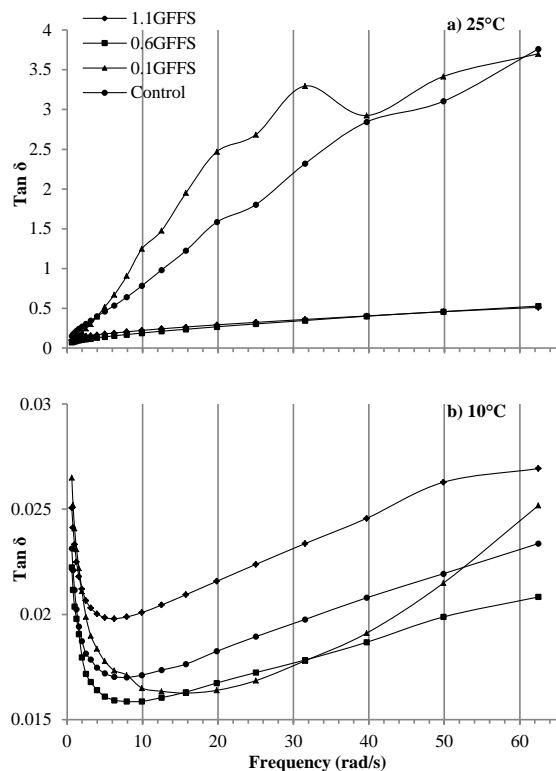 1.1GFFS
0.6GFFS
0.1GFFS
Control
a) 25°C
4
3.5
3
2.5
2
1.5
1
0.5
0
Tan δ
b) 10°C
0.03
0.025
0.02
0.015
Tan δ
0 10 20 30 40 50 60
Frequency (rad/s)